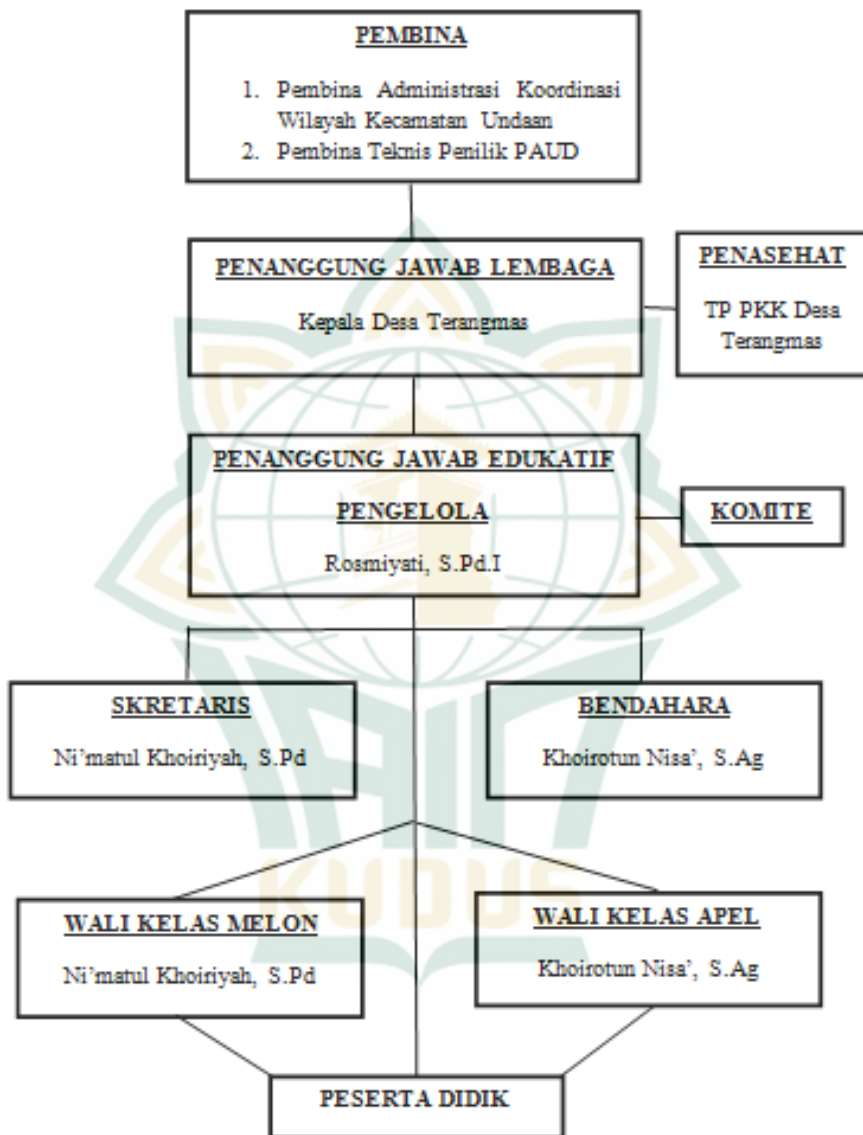 PEMBINA
1. Pembina Administrasi Koordinasi
Wilayah Kecamatan Undaan
2. Pembina Teknis Penilik PAUD
PENANGGUNG JAWAB LEMBAGA
Kepala Desa Terangmas
PENASEHAT
TP PKK Desa
Terangmas
PENANGGUNG JAWAB EDUKATIF
PENGELOLA
Rosmiyati, S.Pd.I
KOMITE
SKRETARIS
Ni’matul Khoiriyah, S.Pd
BENDAHARA
Khoirotun Nisa’, S.Ag
WALI KELAS MELON
Ni’matul Khoiriyah, S.Pd
WALI KELAS APEL
Khoirotun Nisa’, S.Ag
PESERTA DIDIK
IAIN
KUDUS